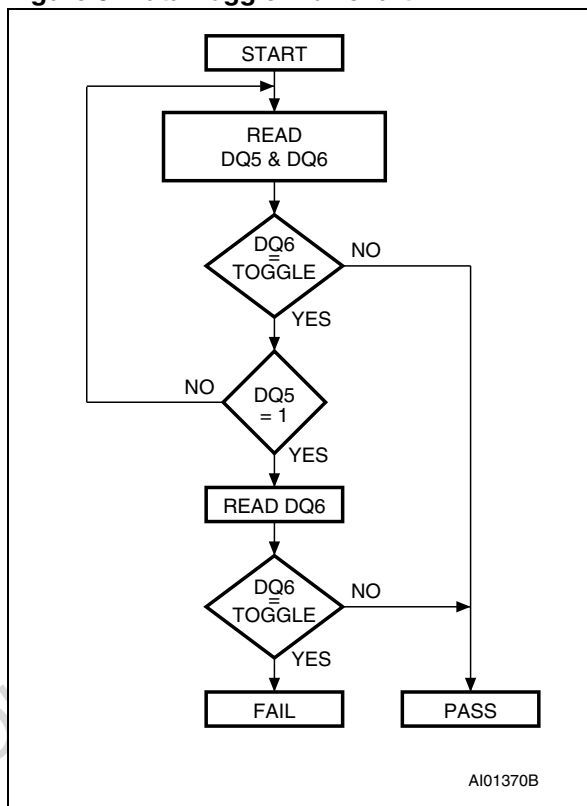 START
READ
DQ5 & DQ6
DQ6
=
TOGGLE
NO
YES
NO
DQ5
= 1
YES
READ DQ6
DQ6
=
TOGGLE
NO
YES
FAIL
PASS
AI01370B